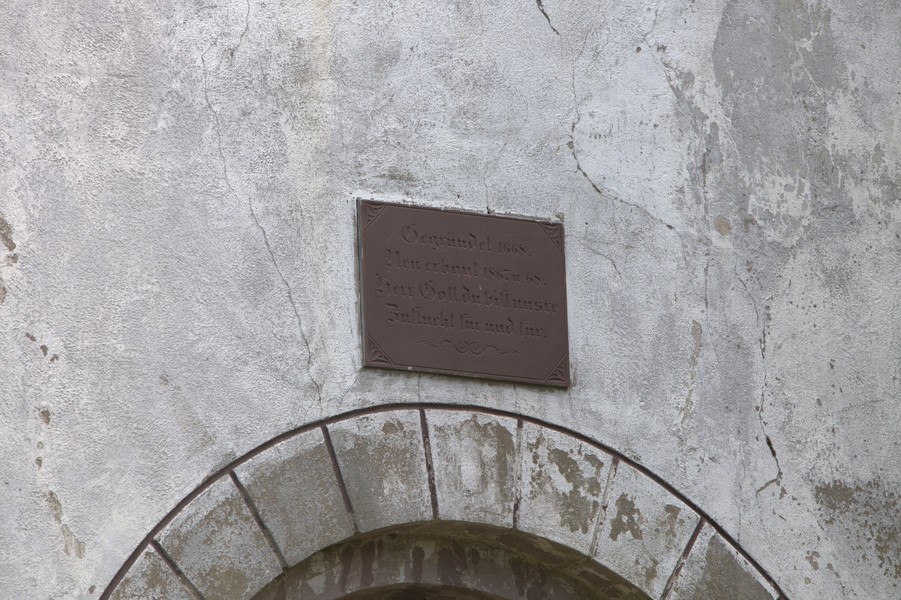 Gegründet 1668.
Neu erbaut 1867 u. 68.
Herr Gott du bist unsre
Zuflucht für und für.